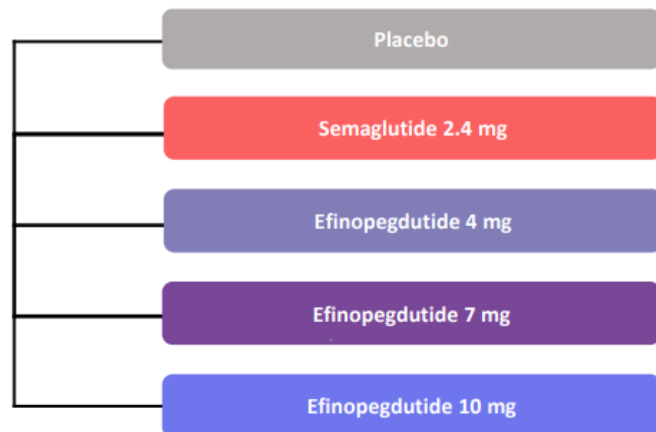 Placebo
Semaglutide 2.4 mg
Efinopegdutide 4 mg
Efinopegdutide 7 mg
Efinopegdutide 10 mg